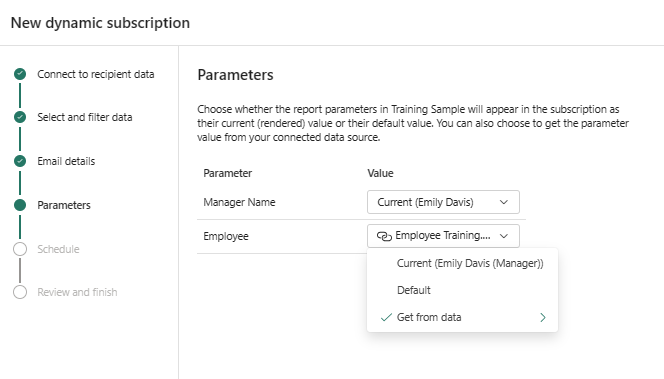 New dynamic subscription
Connect to recipient data
Select and filter data
Email details
Parameters
Schedule
Review and finish
Parameters
Choose whether the report parameters in Training Sample will appear in the subscription as
their current (rendered) value or their default value. You can also choose to get the parameter
value from your connected data source.
Parameter Value
Manager Name Current (Emily Davis)
Employee Employee Training....
Current (Emily Davis (Manager))
Default
Get from data